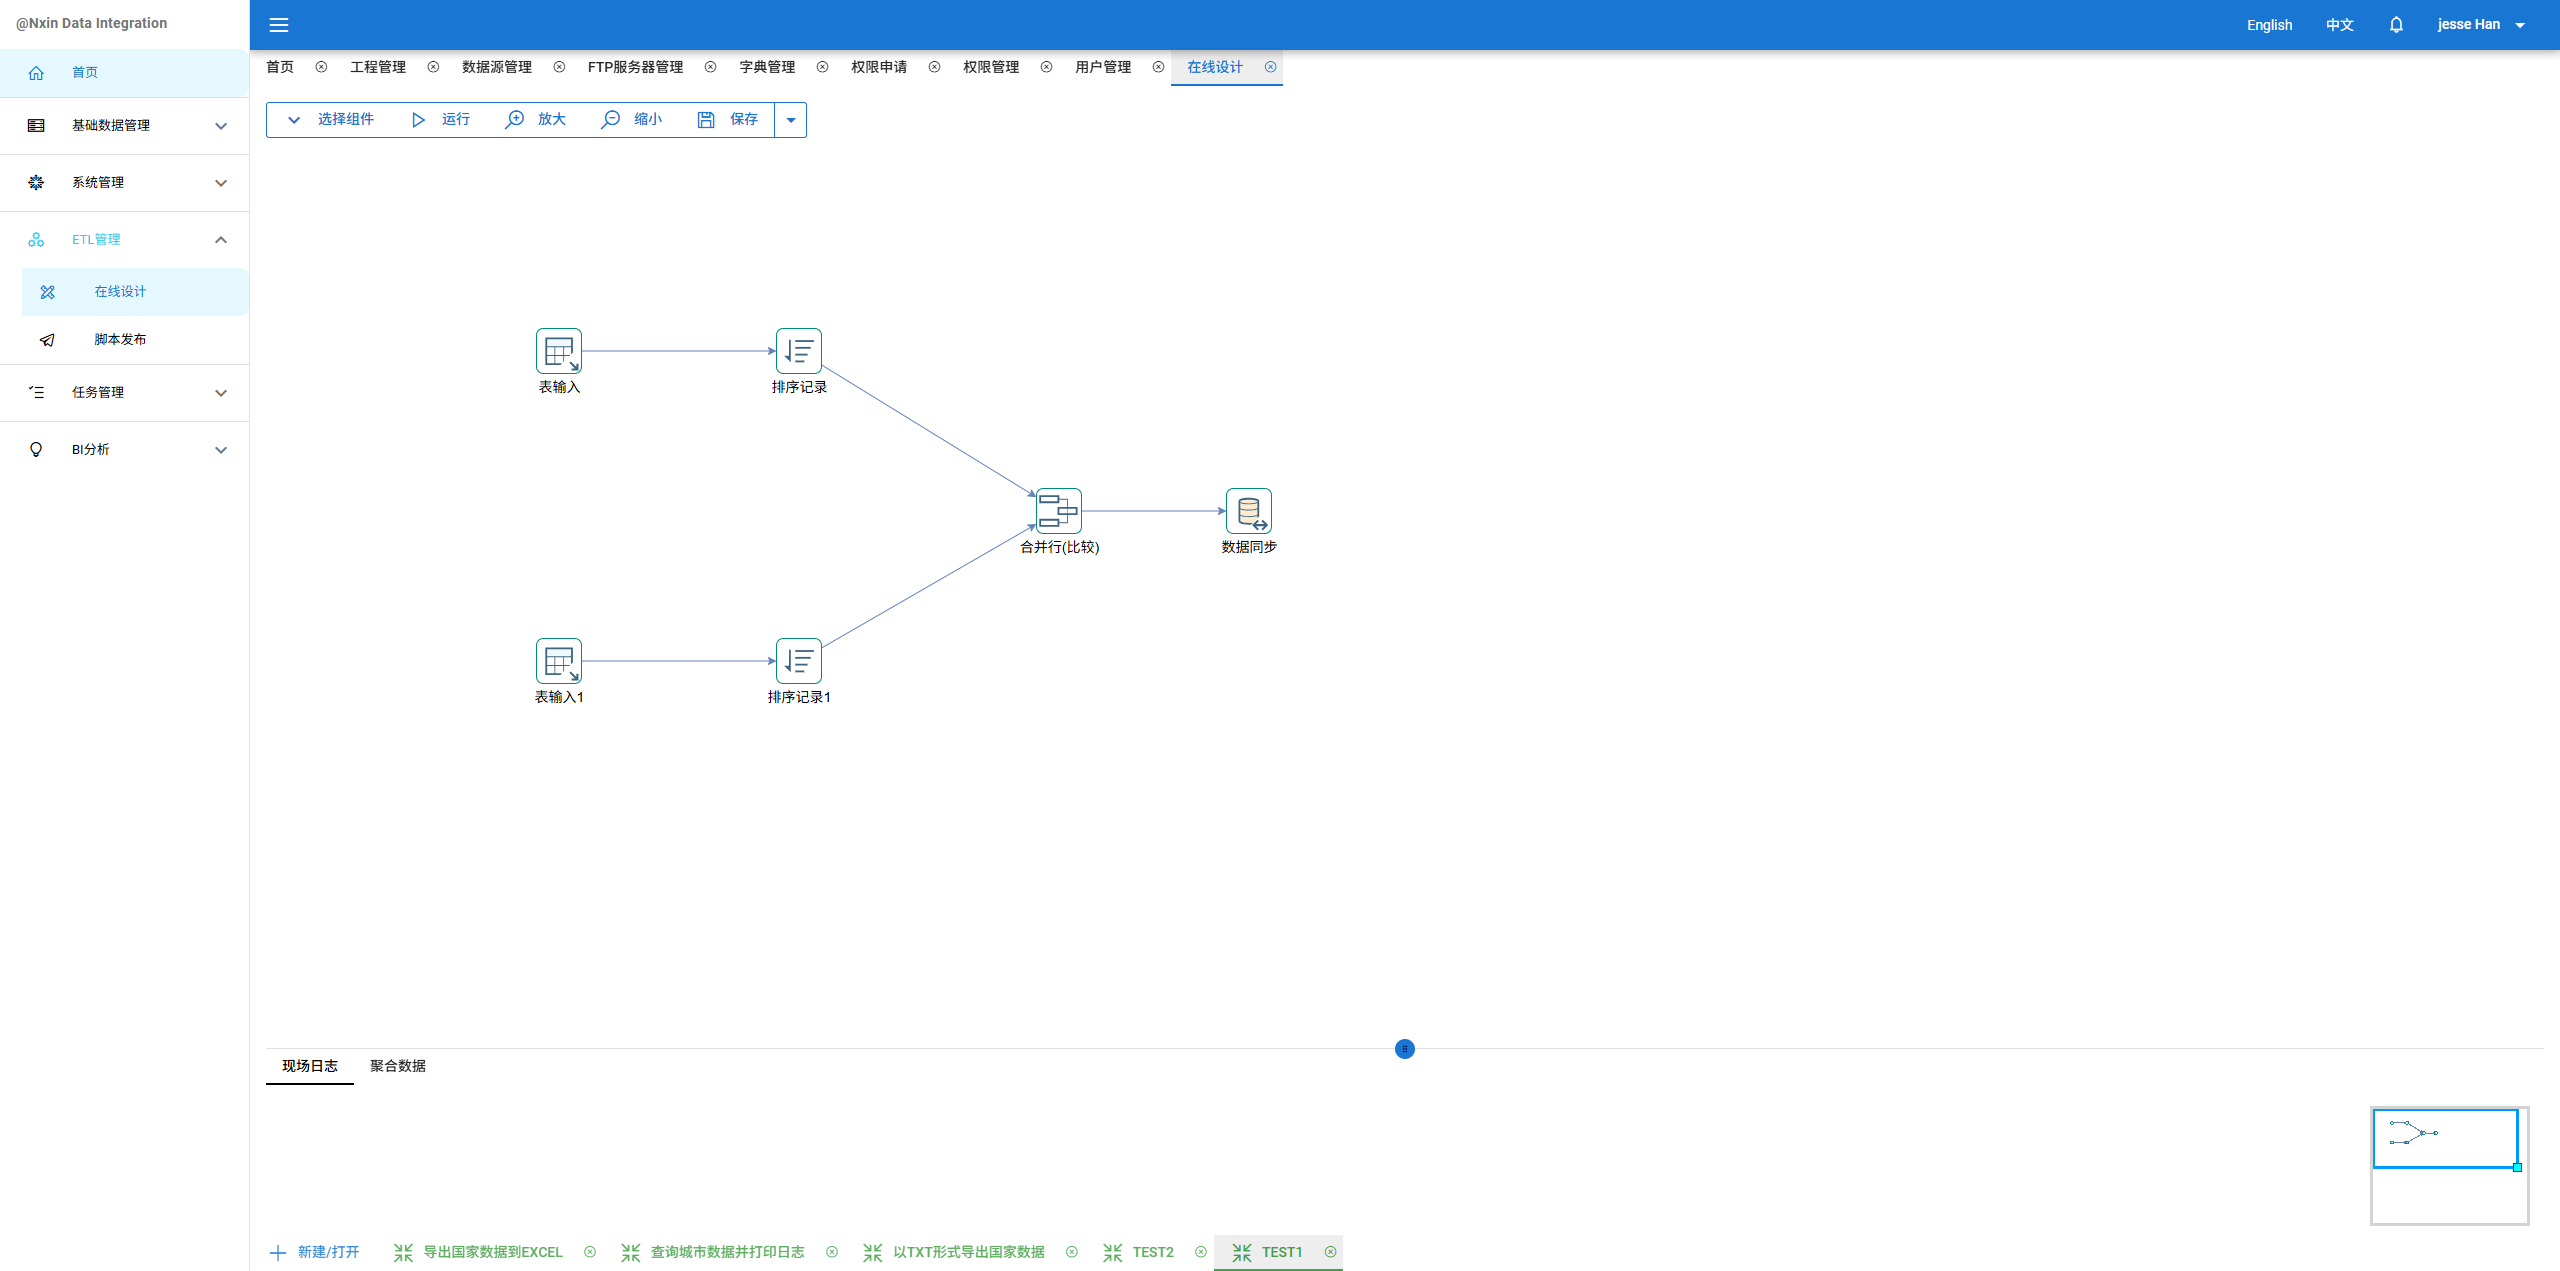 @Nxin Data Integration
English 中文 jesse Han
首页
基础数据管理
系统管理
ETL管理
在线设计
脚本发布
任务管理
BI分析
首页 工程管理 数据源管理 FTP服务器管理 字典管理 权限申请 权限管理 用户管理 在线设计
选择组件 运行 放大 缩小 保存
表输入 排序记录
合并行(比较) 数据同步
表输入1 排序记录1
现场日志 聚合数据
新建/打开 导出国家数据到EXCEL 查询城市数据并打印日志 以TXT形式导出国家数据 TEST2 TEST1